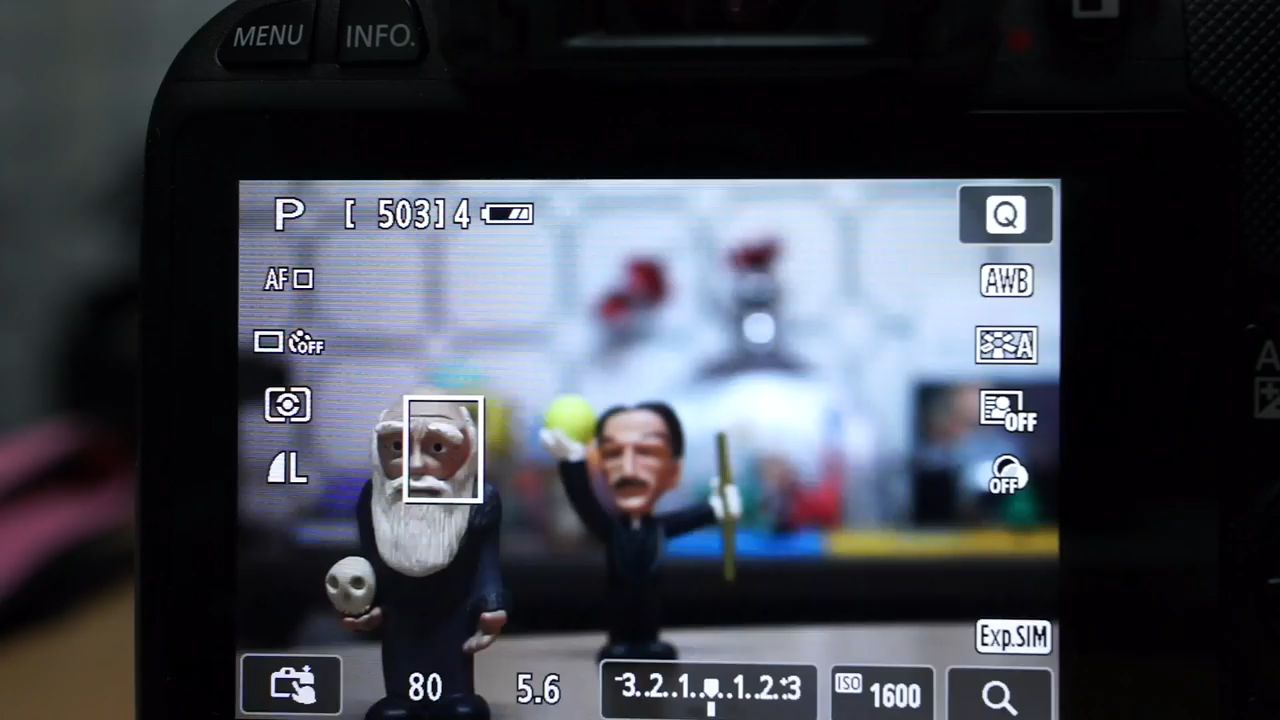 MENU INFO.
P [ 503] 4
Q
AF
AWB
OFF
A
OFF
L
OFF
Exp.SIM
80 5.6 -3..2..1..0..1..2.:+3 ISO 1600